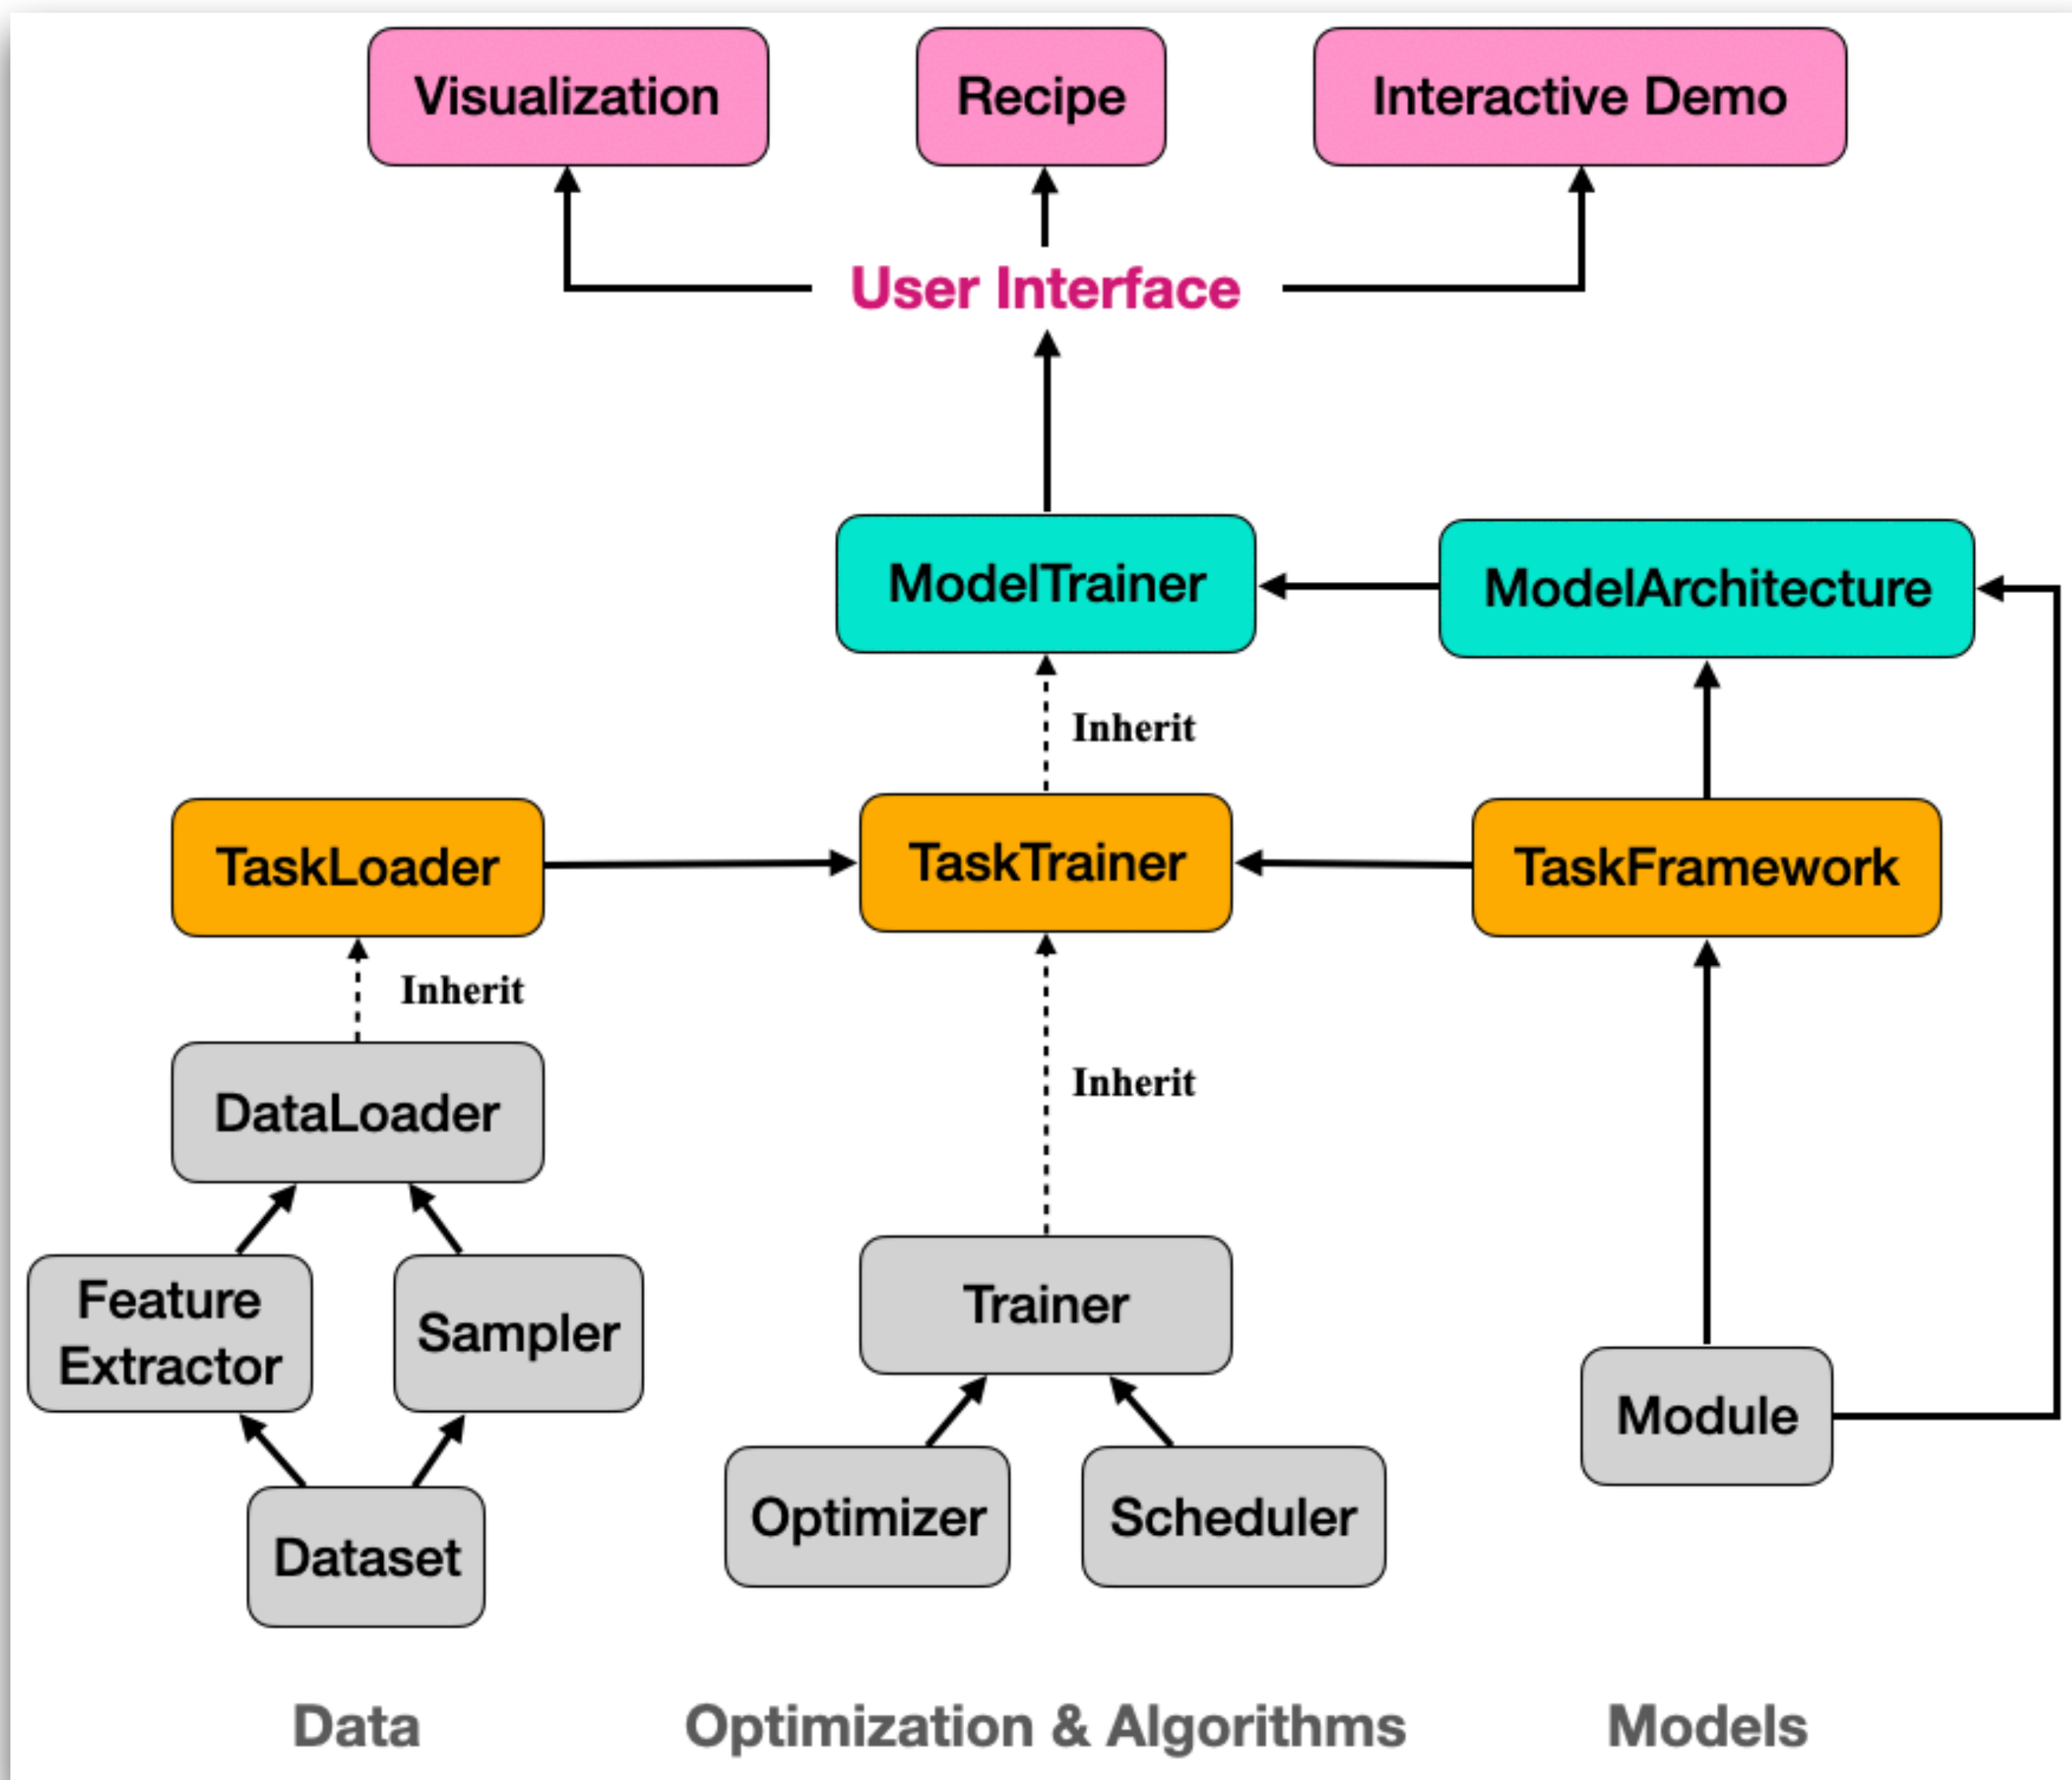 Visualization
Recipe
Interactive Demo
User Interface
ModelTrainer
ModelArchitecture
Inherit
TaskLoader
TaskTrainer
TaskFramework
Inherit
DataLoader
Inherit
Feature
Extractor
Sampler
Trainer
Module
Optimizer
Scheduler
Dataset
Data
Optimization & Algorithms
Models